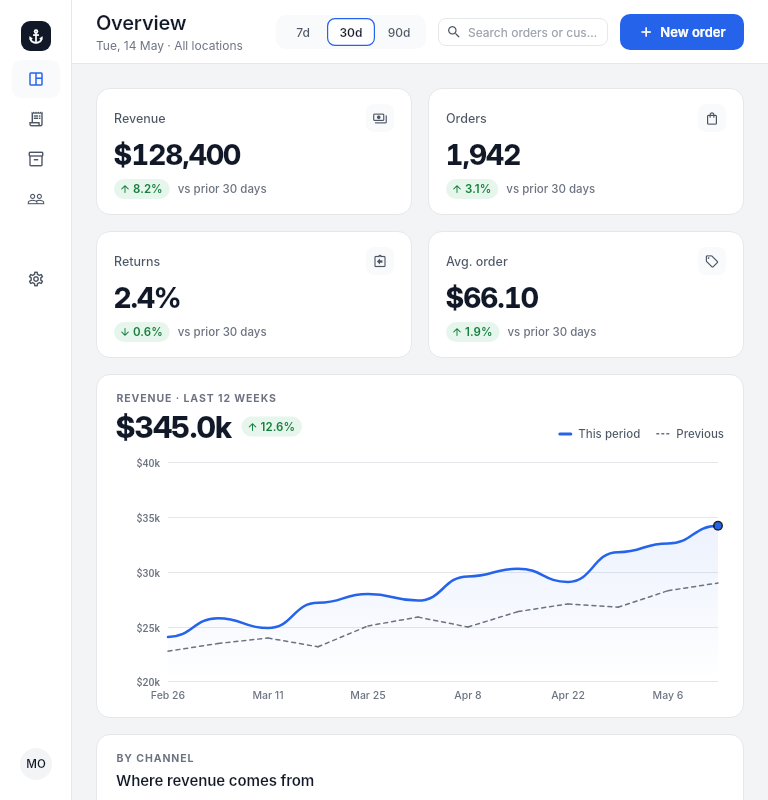 Overview
Tue, 14 May · All locations
7d 30d 90d
Search orders or cus...
New order
Revenue
$128,400
8.2% vs prior 30 days
Orders
1,942
3.1% vs prior 30 days
Returns
2.4%
0.6% vs prior 30 days
Avg. order
$66.10
1.9% vs prior 30 days
REVENUE · LAST 12 WEEKS
$345.0k 12.6%
This period Previous
$40k
$35k
$30k
$25k
$20k
Feb 26 Mar 11 Mar 25 Apr 8 Apr 22 May 6
BY CHANNEL
Where revenue comes from
MO